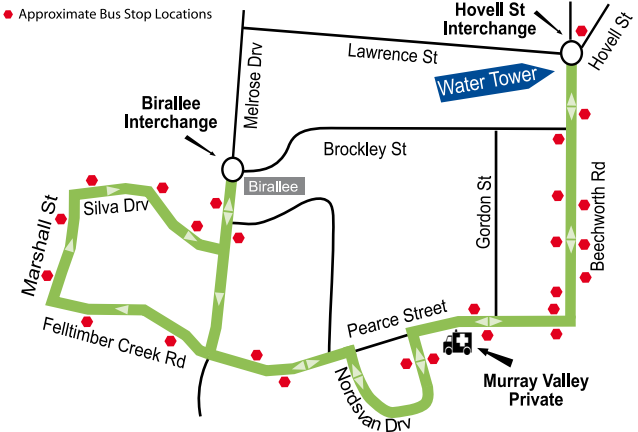 Approximate Bus Stop Locations
Hovell St
Interchange
Hovell St
Lawrence St
Melrose Drv
Water Tower
Birallee
Interchange
Brockley St
Birallee
Silva Drv
Marshall St
Gordon St
Beechworth Rd
Felltimber Creek Rd
Pearce Street
Nordsvan Drv
Murray Valley
Private